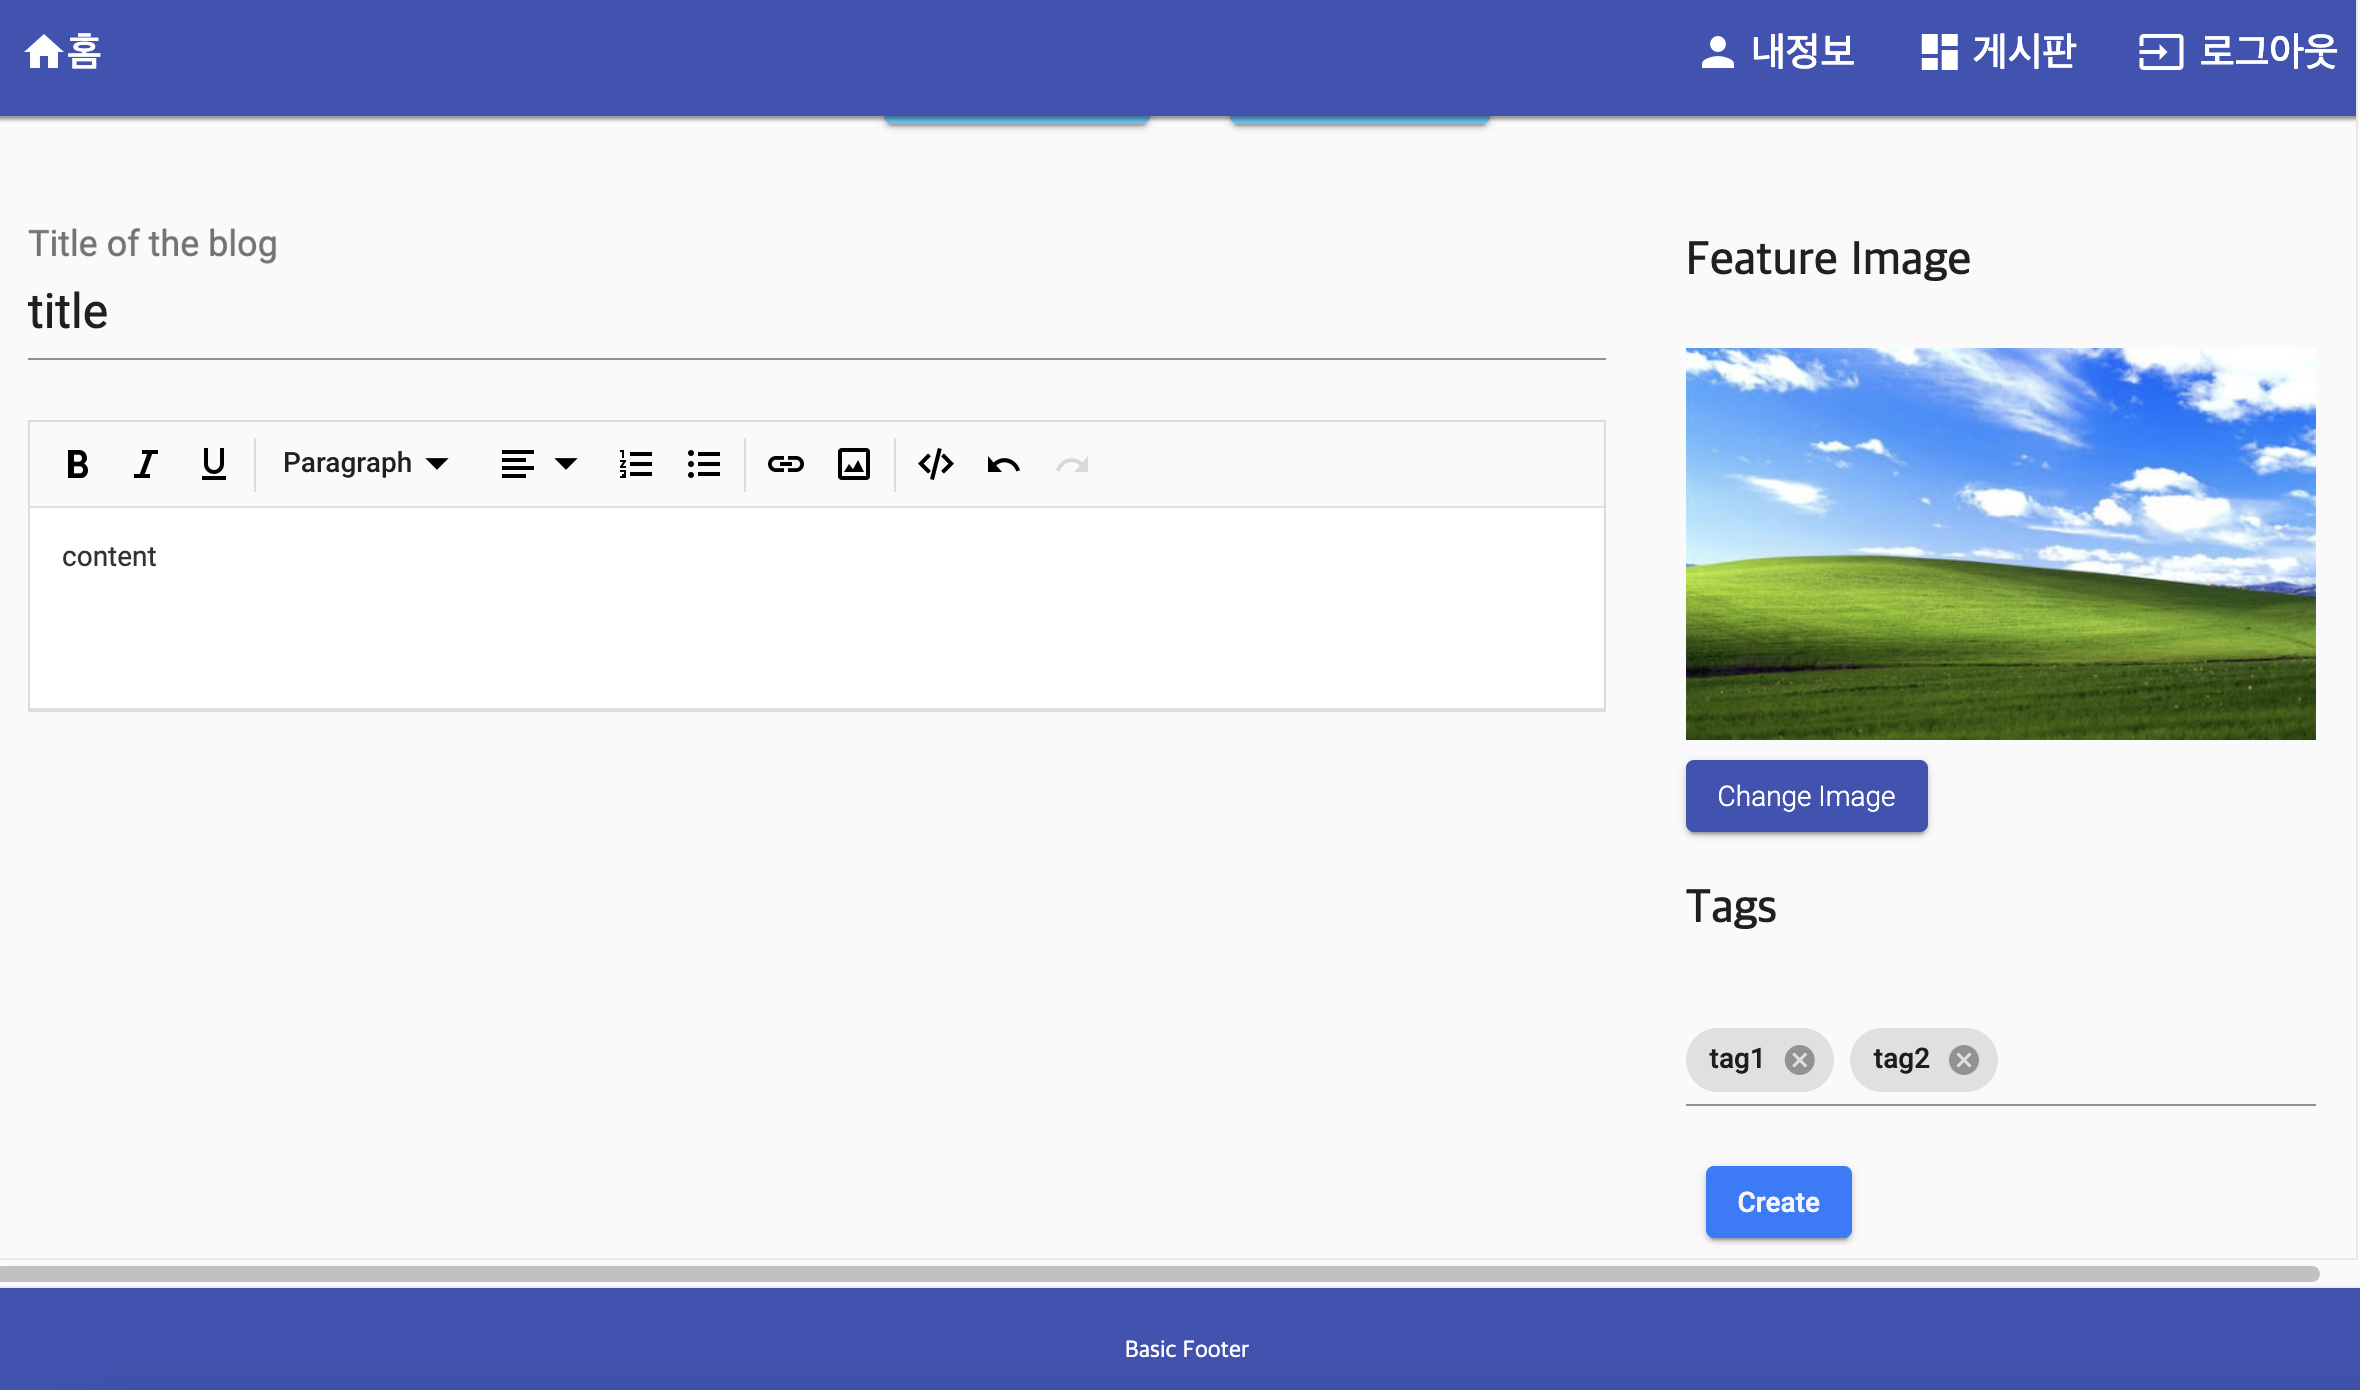 홈
내정보
게시판
로그아웃
Title of the blog
title
Paragraph
content
Feature Image
Change Image
Tags
tag1
tag2
Create
Basic Footer